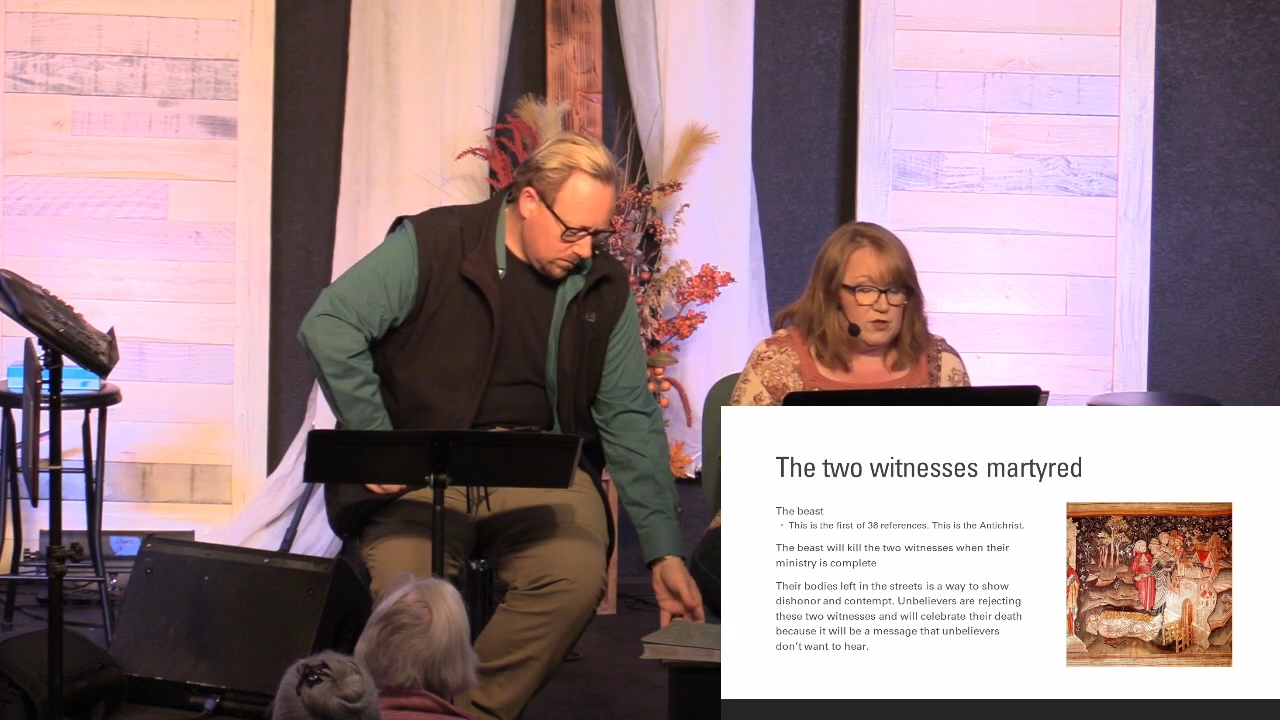 The two witnesses martyred
The beast
• This is the first of 36 references. This is the Antichrist.
The beast will kill the two witnesses when their
ministry is complete
Their bodies left in the streets is a way to show
dishonor and contempt. Unbelievers are rejecting
these two witnesses and will celebrate their death
because it will be a message that unbelievers
don't want to hear.